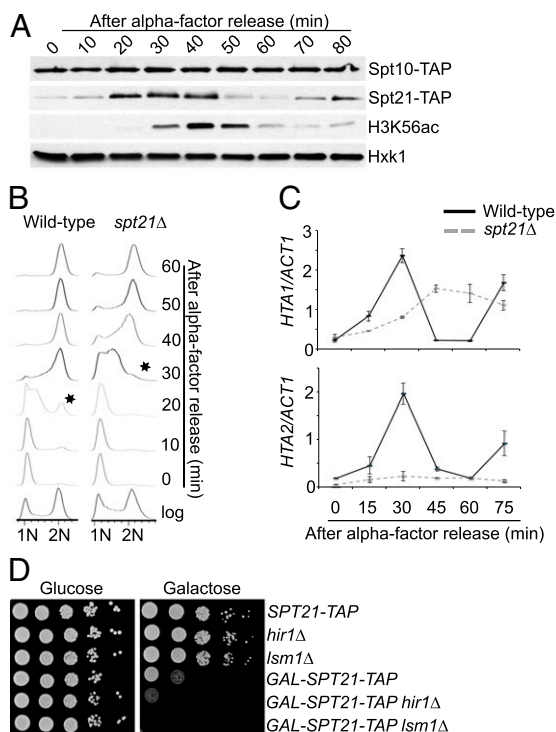 A
After alpha-factor release (min)
0 10 20 30 40 50 60 70 80
Spt10-TAP
Spt21-TAP
H3K56ac
Hxk1
B
Wild-type spt21Δ
60
50
40
30
20
10
0
log
After alpha-factor release (min)
1N 2N 1N 2N
C
Wild-type
spt21Δ
HTA1/ACT1
3
2
1
0
HTA2/ACT1
3
2
1
0
0 15 30 45 60 75
After alpha-factor release (min)
D
Glucose Galactose
SPT21-TAP
hir1Δ
lsm1Δ
GAL-SPT21-TAP
GAL-SPT21-TAP hir1Δ
GAL-SPT21-TAP lsm1Δ